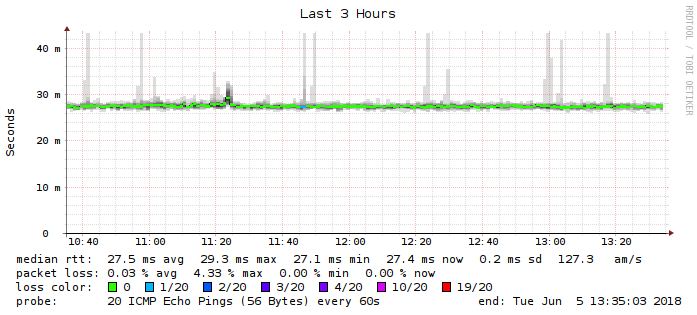 Last 3 Hours
RRDTOOL / TOBI OETIKER
Seconds
40 m
30 m
20 m
10 m
0
10:40 11:00 11:20 11:40 12:00 12:20 12:40 13:00 13:20
median rtt: 27.5 ms avg 29.3 ms max 27.1 ms min 27.4 ms now 0.2 ms sd 127.3 am/s
packet loss: 0.03 % avg 4.33 % max 0.00 % min 0.00 % now
loss color: 0 1/20 2/20 3/20 4/20 10/20 19/20
probe: 20 ICMP Echo Pings (56 Bytes) every 60s end: Tue Jun 5 13:35:03 2018